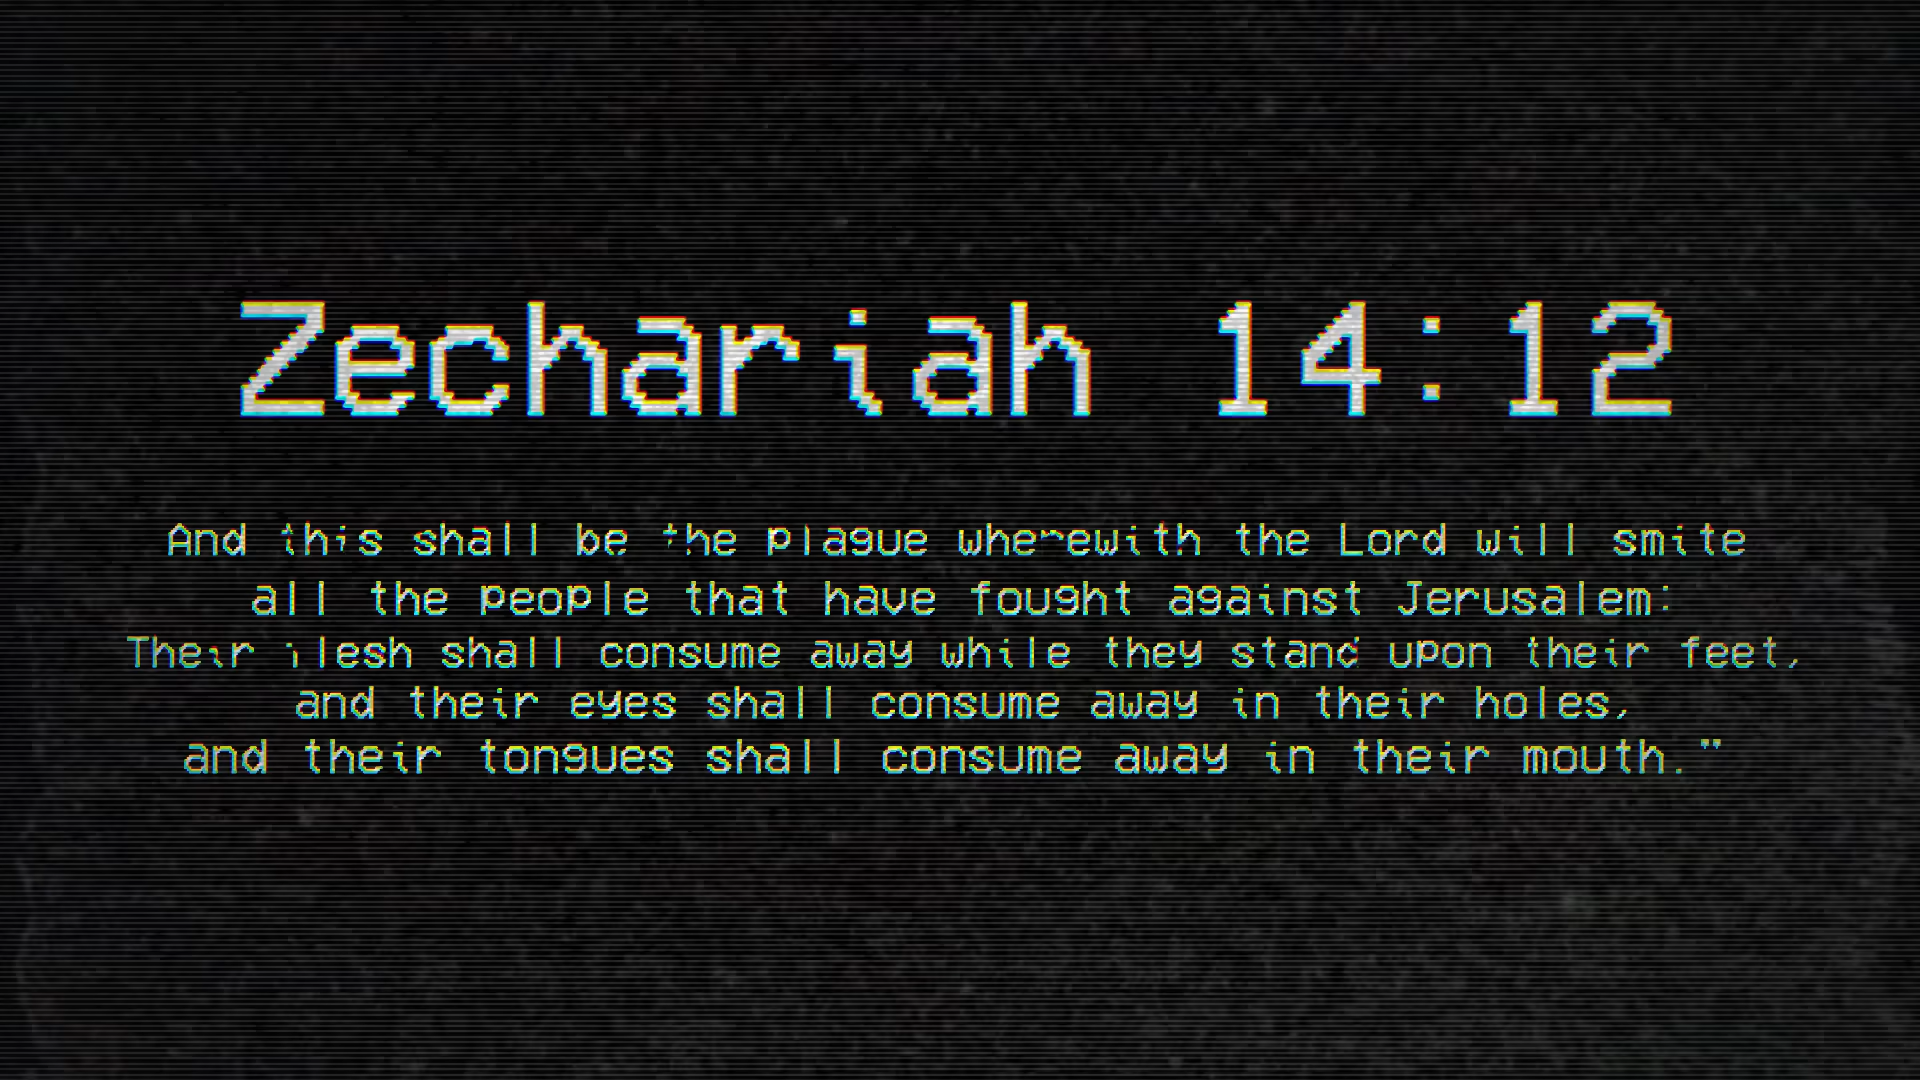 Zechariah 14:12
And this shall be the plague wherewith the Lord will smite
all the people that have fought against Jerusalem:
Their flesh shall consume away while they stand upon their feet,
and their eyes shall consume away in their holes,
and their tongues shall consume away in their mouth."